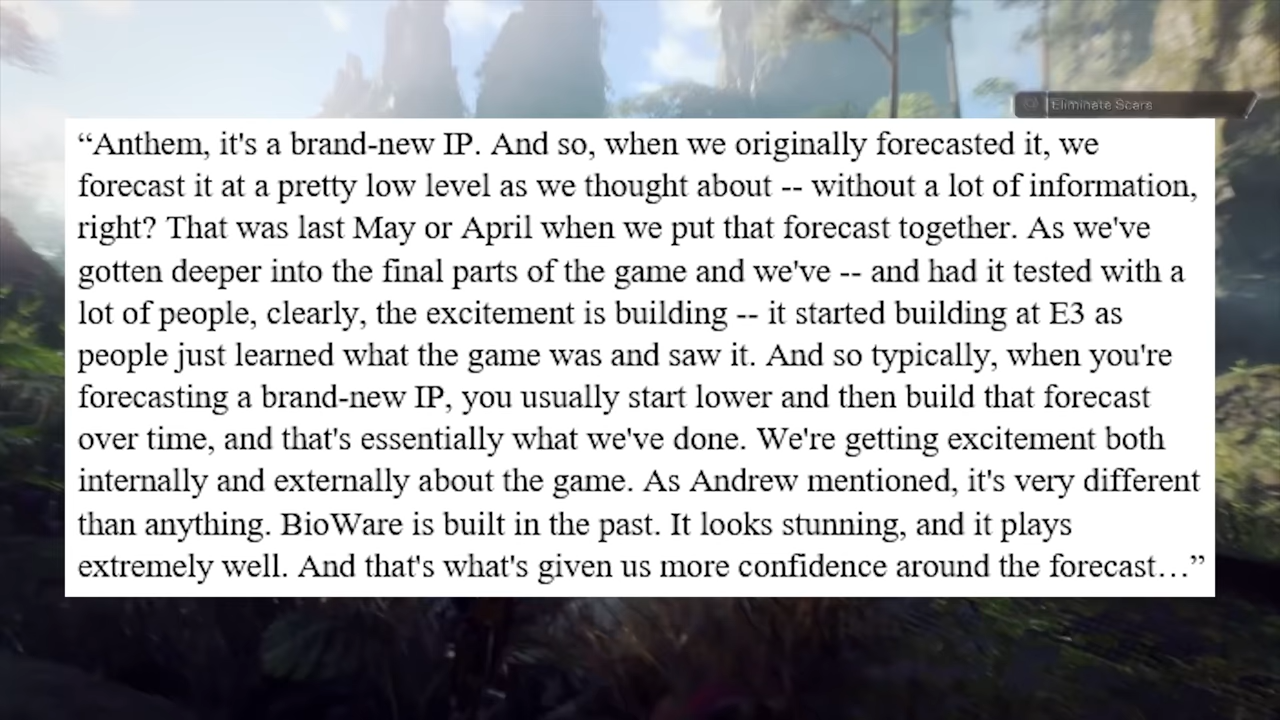 Eliminate Scars
“Anthem, it's a brand-new IP. And so, when we originally forecasted it, we
forecast it at a pretty low level as we thought about -- without a lot of information,
right? That was last May or April when we put that forecast together. As we've
gotten deeper into the final parts of the game and we've -- and had it tested with a
lot of people, clearly, the excitement is building -- it started building at E3 as
people just learned what the game was and saw it. And so typically, when you're
forecasting a brand-new IP, you usually start lower and then build that forecast
over time, and that's essentially what we've done. We're getting excitement both
internally and externally about the game. As Andrew mentioned, it's very different
than anything. BioWare is built in the past. It looks stunning, and it plays
extremely well. And that's what's given us more confidence around the forecast…”